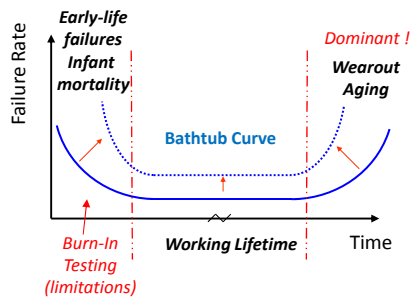 Failure Rate
Early-life
failures
Infant
mortality
Dominant !
Wearout
Aging
Bathtub Curve
Burn-In
Testing
(limitations)
Working Lifetime
Time